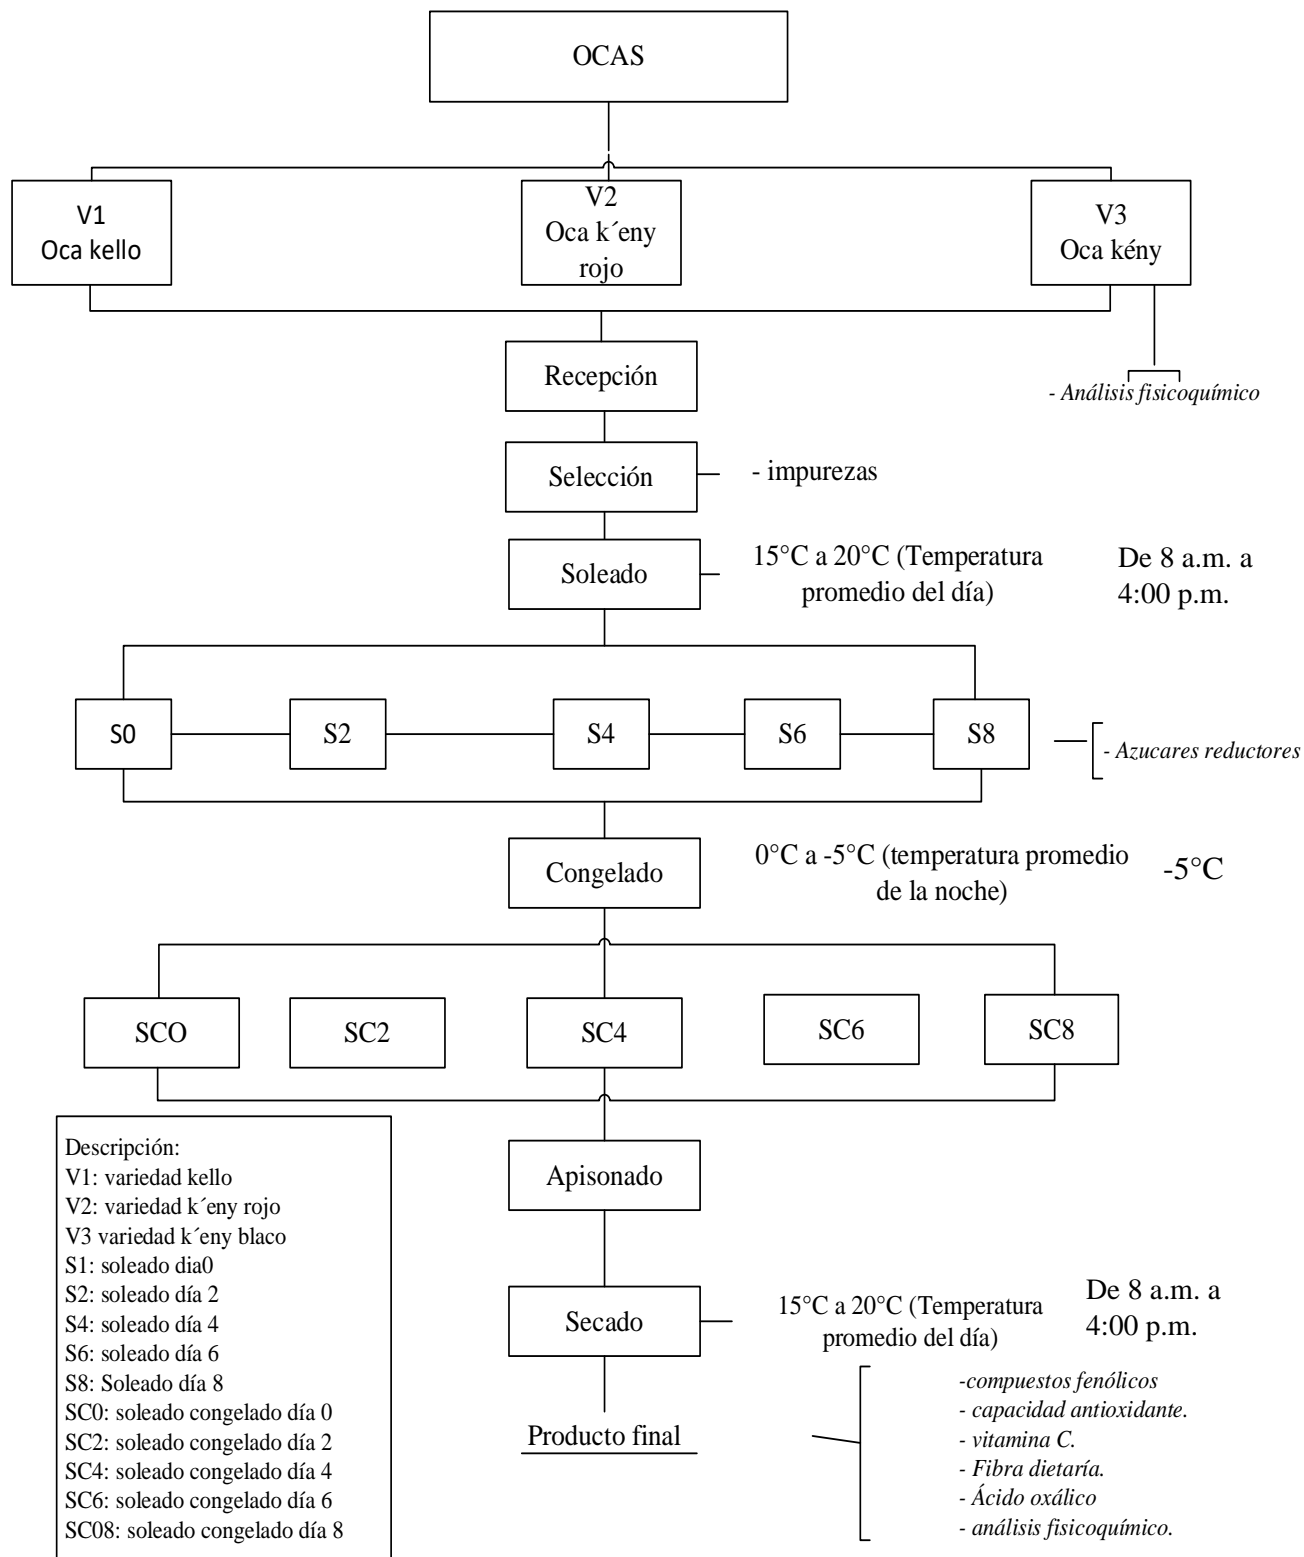 OCAS
V1
Oca kello
V2
Oca k´eny
rojo
V3
Oca kény
Recepción
- Análisis fisicoquímico
Selección
- impurezas
Soleado
15°C a 20°C (Temperatura
promedio del día)
De 8 a.m. a
4:00 p.m.
S0
S2
S4
S6
S8
- Azucares reductores
Congelado
0°C a -5°C (temperatura promedio
de la noche)
-5°C
SCO
SC2
SC4
SC6
SC8
Descripción:
V1: variedad kello
V2: variedad k´eny rojo
V3 variedad k´eny blaco
S1: soleado dia0
S2: soleado día 2
S4: soleado día 4
S6: soleado día 6
S8: Soleado día 8
SC0: soleado congelado día 0
SC2: soleado congelado día 2
SC4: soleado congelado día 4
SC6: soleado congelado día 6
SC08: soleado congelado día 8
Apisonado
Secado
15°C a 20°C (Temperatura
promedio del día)
De 8 a.m. a
4:00 p.m.
Producto final
-compuestos fenólicos
- capacidad antioxidante.
- vitamina C.
- Fibra dietaría.
- Ácido oxálico
- análisis fisicoquímico.